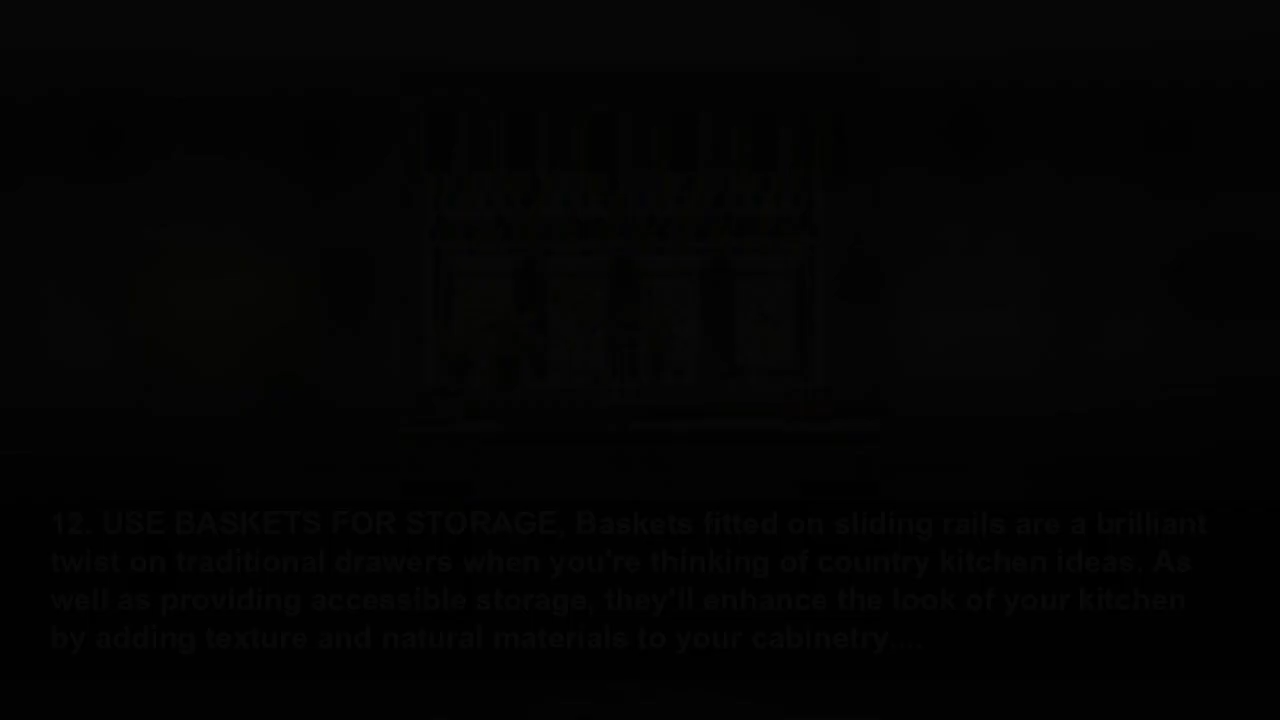 12. USE BASKETS FOR STORAGE, Baskets fitted on sliding rails are a brilliant
twist on traditional drawers when you're thinking of country kitchen ideas. As
well as providing accessible storage, they'll enhance the look of your kitchen
by adding texture and natural materials to your cabinetry....